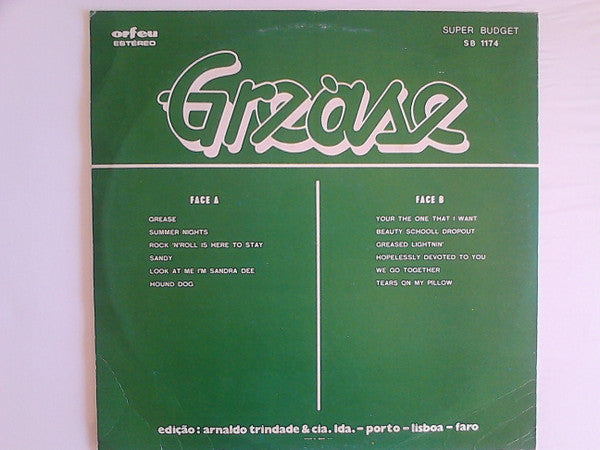 orfeu
ESTÉREO
SUPER BUDGET
SB 1174
Grease
FACE A
GREASE
SUMMER NIGHTS
ROCK 'N'ROLL IS HERE TO STAY
SANDY
LOOK AT ME I'M SANDRA DEE
HOUND DOG
FACE B
YOUR THE ONE THAT I WANT
BEAUTY SCHOOLL DROPOUT
GREASED LIGHTNIN'
HOPELESSLY DEVOTED TO YOU
WE GO TOGETHER
TEARS ON MY PILLOW
edição : arnaldo trindade & cia. lda. – porto – lisboa – faro